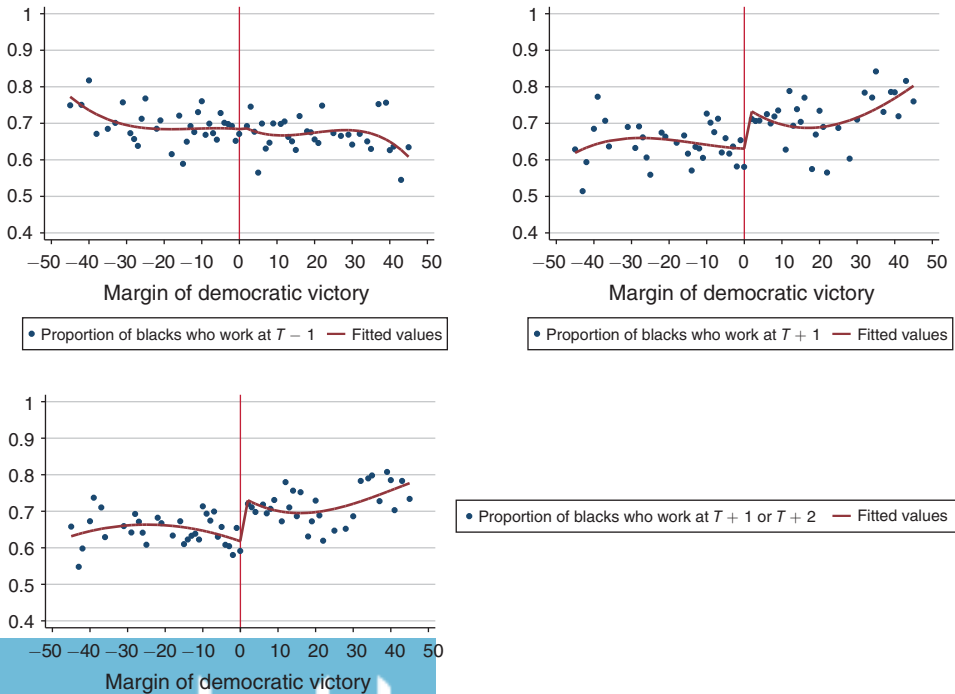 1
0.9
0.8
0.7
0.6
0.5
0.4
−50 −40 −30 −20 −10 0 10 20 30 40 50
Margin of democratic victory
Proportion of blacks who work at T − 1 Fitted values
1
0.9
0.8
0.7
0.6
0.5
0.4
−50 −40 −30 −20 −10 0 10 20 30 40 50
Margin of democratic victory
Proportion of blacks who work at T + 1 Fitted values
1
0.9
0.8
0.7
0.6
0.5
0.4
−50 −40 −30 −20 −10 0 10 20 30 40 50
Margin of democratic victory
Proportion of blacks who work at T + 1 or T + 2 Fitted values